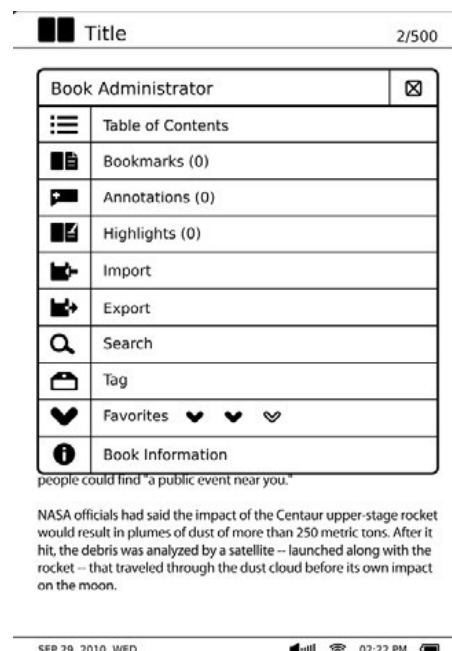 Title 2/500
Book Administrator
Table of Contents
Bookmarks (0)
Annotations (0)
Highlights (0)
Import
Export
Search
Tag
Favorites
Book Information
people could find "a public event near you."
NASA officials had said the impact of the Centaur upper-stage rocket
would result in plumes of dust of more than 250 metric tons. After it
hit, the debris was analyzed by a satellite -- launched along with the
rocket -- that traveled through the dust cloud before its own impact
on the moon.
SEP 29, 2010, WED 02:22 PM